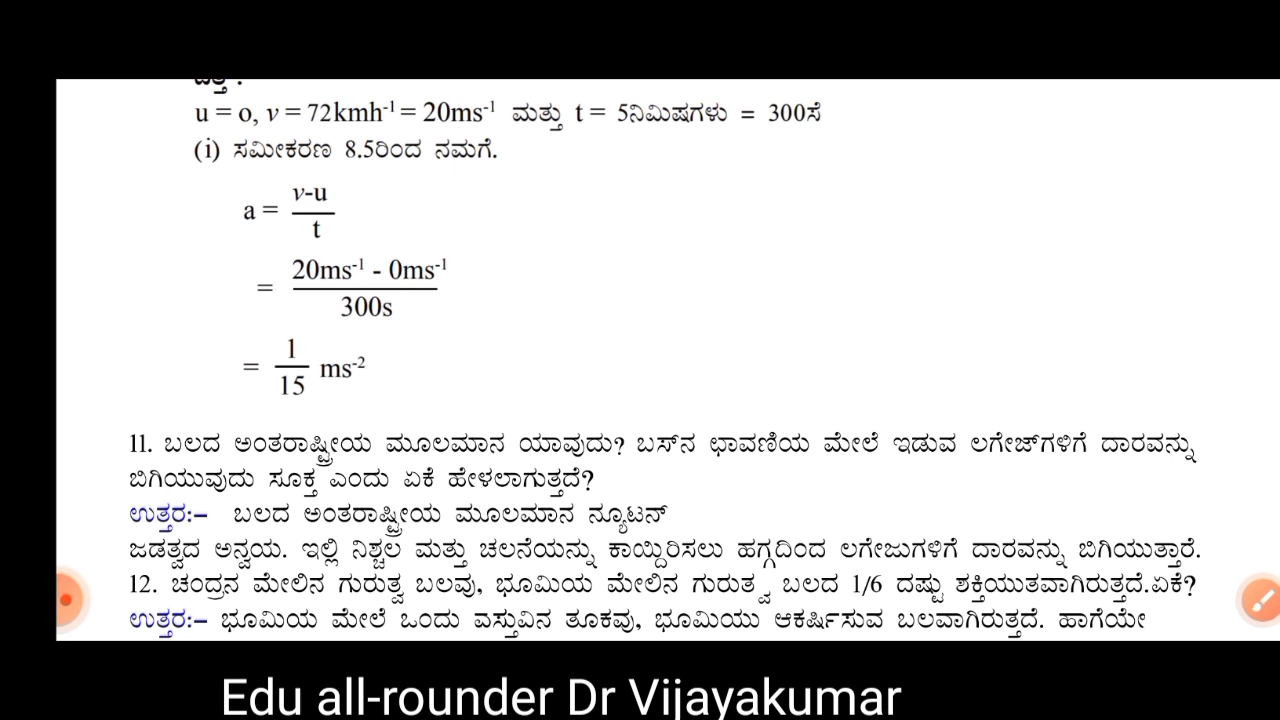 u = o, v = 72kmh⁻¹ = 20ms⁻¹ ಮತ್ತು t = 5ನಿಮಿಷಗಳು = 300ಸೆ
(i) ಸಮೀಕರಣ 8.5ರಿಂದ ನಮಗೆ.
a = v-u / t
= 20ms⁻¹ - 0ms⁻¹ / 300s
= 1 / 15 ms⁻²
11. ಬಲದ ಅಂತರಾಷ್ಟ್ರೀಯ ಮೂಲಮಾನ ಯಾವುದು? ಬಸ್‌ನ ಛಾವಣಿಯ ಮೇಲೆ ಇಡುವ ಲಗೇಜ್‌ಗಳಿಗೆ ದಾರವನ್ನು
ಬಿಗಿಯುವುದು ಸೂಕ್ತ ಎಂದು ಏಕೆ ಹೇಳಲಾಗುತ್ತದೆ?
ಉತ್ತರ:– ಬಲದ ಅಂತರಾಷ್ಟ್ರೀಯ ಮೂಲಮಾನ ನ್ಯೂಟನ್
ಜಡತ್ವದ ಅನ್ವಯ. ಇಲ್ಲಿ ನಿಶ್ಚಲ ಮತ್ತು ಚಲನೆಯನ್ನು ಕಾಯ್ದಿರಿಸಲು ಹಗ್ಗದಿಂದ ಲಗೇಜುಗಳಿಗೆ ದಾರವನ್ನು ಬಿಗಿಯುತ್ತಾರೆ.
12. ಚಂದ್ರನ ಮೇಲಿನ ಗುರುತ್ವ ಬಲವು, ಭೂಮಿಯ ಮೇಲಿನ ಗುರುತ್ವ ಬಲದ 1/6 ದಷ್ಟು ಶಕ್ತಿಯುತವಾಗಿರುತ್ತದೆ.ಏಕೆ?
ಉತ್ತರ:– ಭೂಮಿಯ ಮೇಲೆ ಒಂದು ವಸ್ತುವಿನ ತೂಕವು, ಭೂಮಿಯು ಆಕರ್ಷಿಸುವ ಬಲವಾಗಿರುತ್ತದೆ. ಹಾಗೆಯೇ
Edu all-rounder Dr Vijayakumar